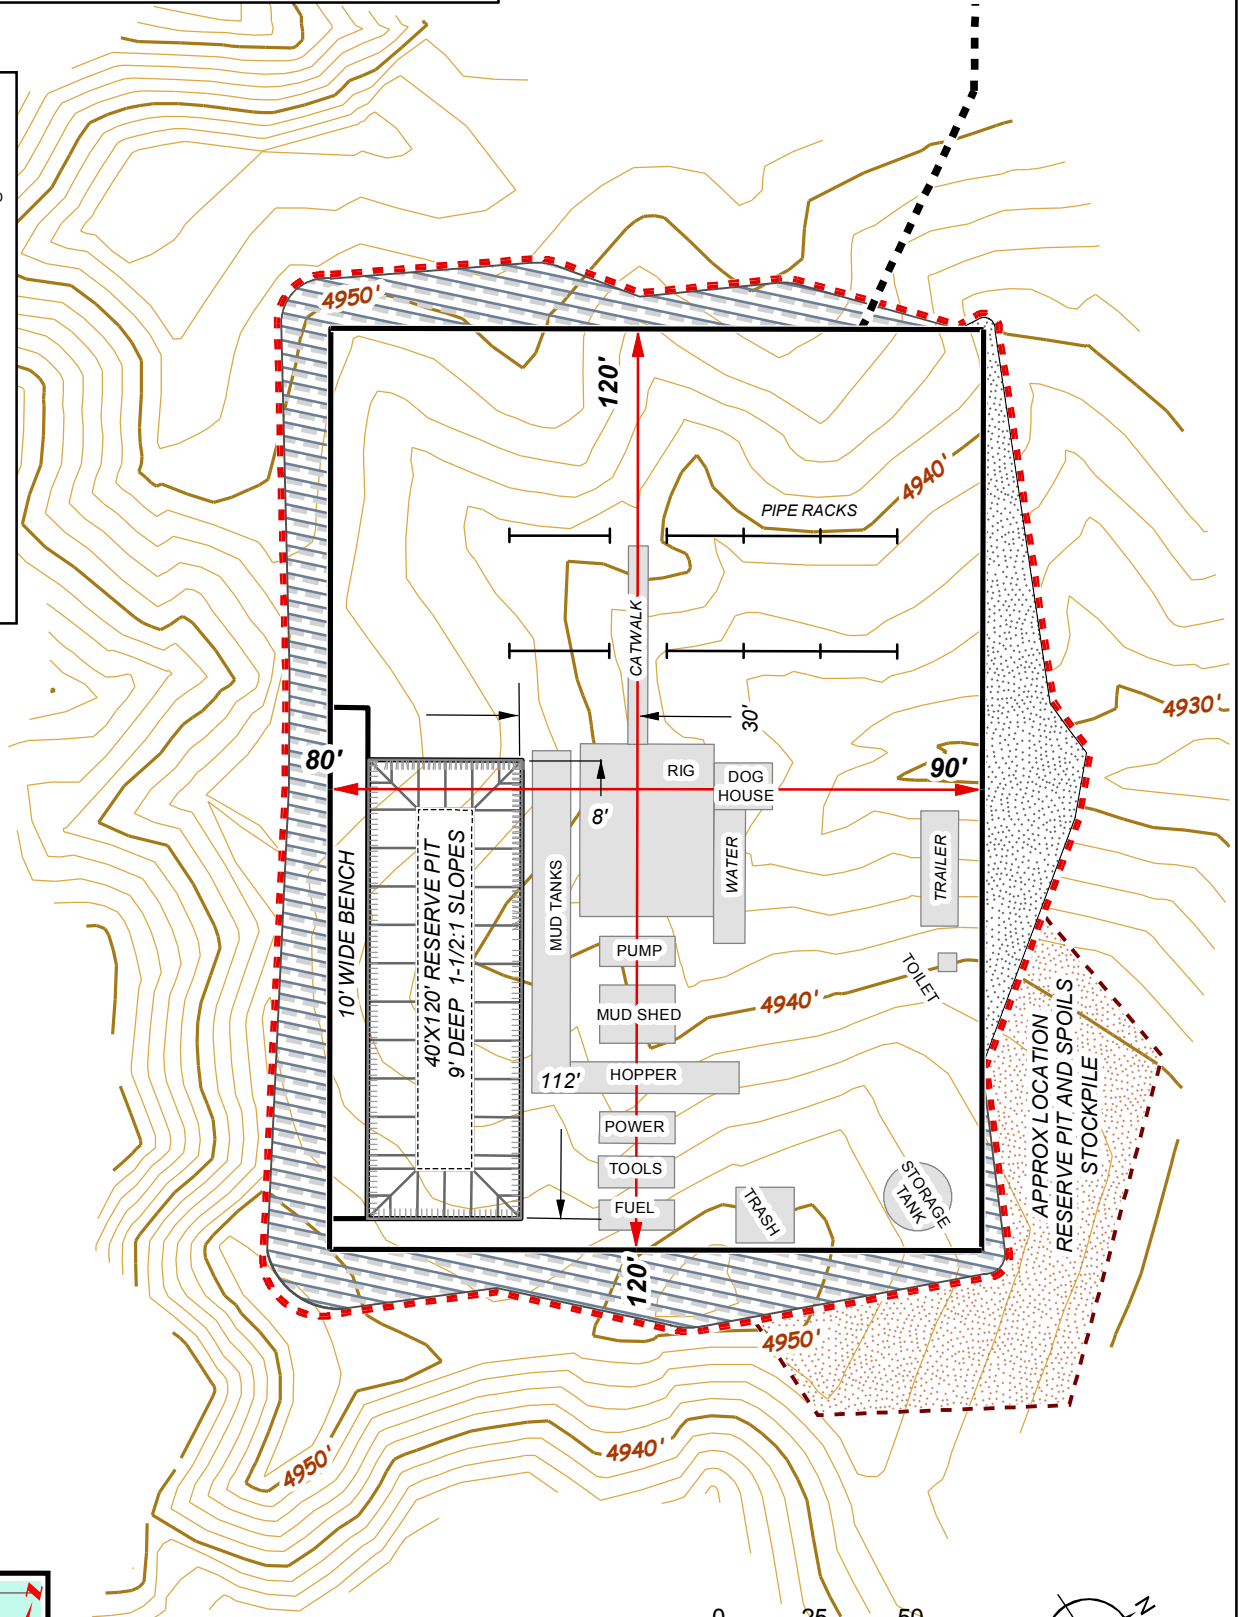 4950'
120'
4940'
PIPE RACKS
CATWALK
4930'
30'
80'
RIG
DOG
HOUSE
90'
8'
10' WIDE BENCH
40'X120' RESERVE PIT
9' DEEP 1-1/2:1 SLOPES
MUD TANKS
WATER
TRAILER
PUMP
TOILET
4940'
MUD SHED
112'
HOPPER
APPROX LOCATION
RESERVE PIT AND SPOILS
STOCKPILE
POWER
TOOLS
FUEL
TRASH
STORAGE
TANK
120'
4950'
4940'
4950'
0 25 50
N
Z